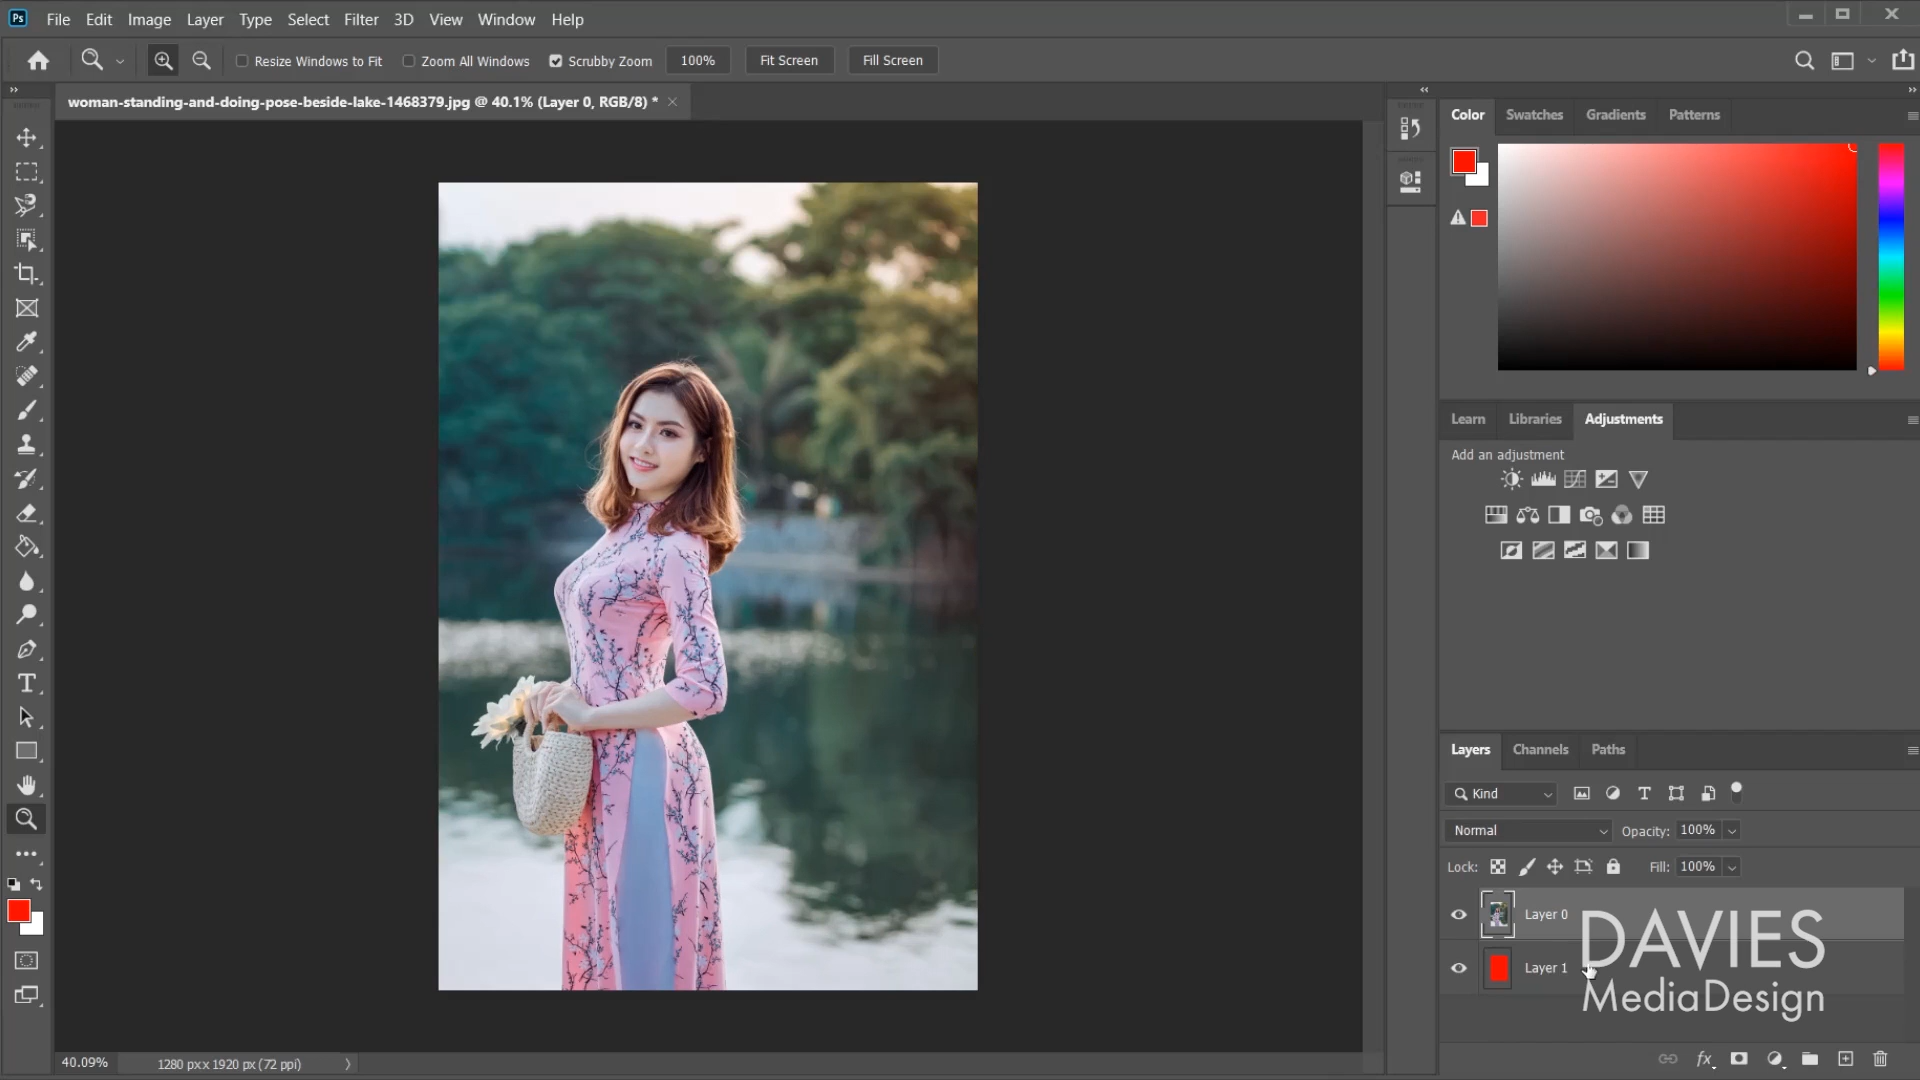 Ps File Edit Image Layer Type Select Filter 3D View Window Help
Resize Windows to Fit Zoom All Windows Scrubby Zoom 100% Fit Screen Fill Screen
woman-standing-and-doing-pose-beside-lake-1468379.jpg @ 40.1% (Layer 0, RGB/8) *
Color Swatches Gradients Patterns
Learn Libraries Adjustments
Add an adjustment
Layers Channels Paths
Kind
Normal Opacity: 100%
Lock: Fill: 100%
Layer 0
Layer 1
DAVIES
MediaDesign
fx
40.09% 1280 px x 1920 px (72 ppi)